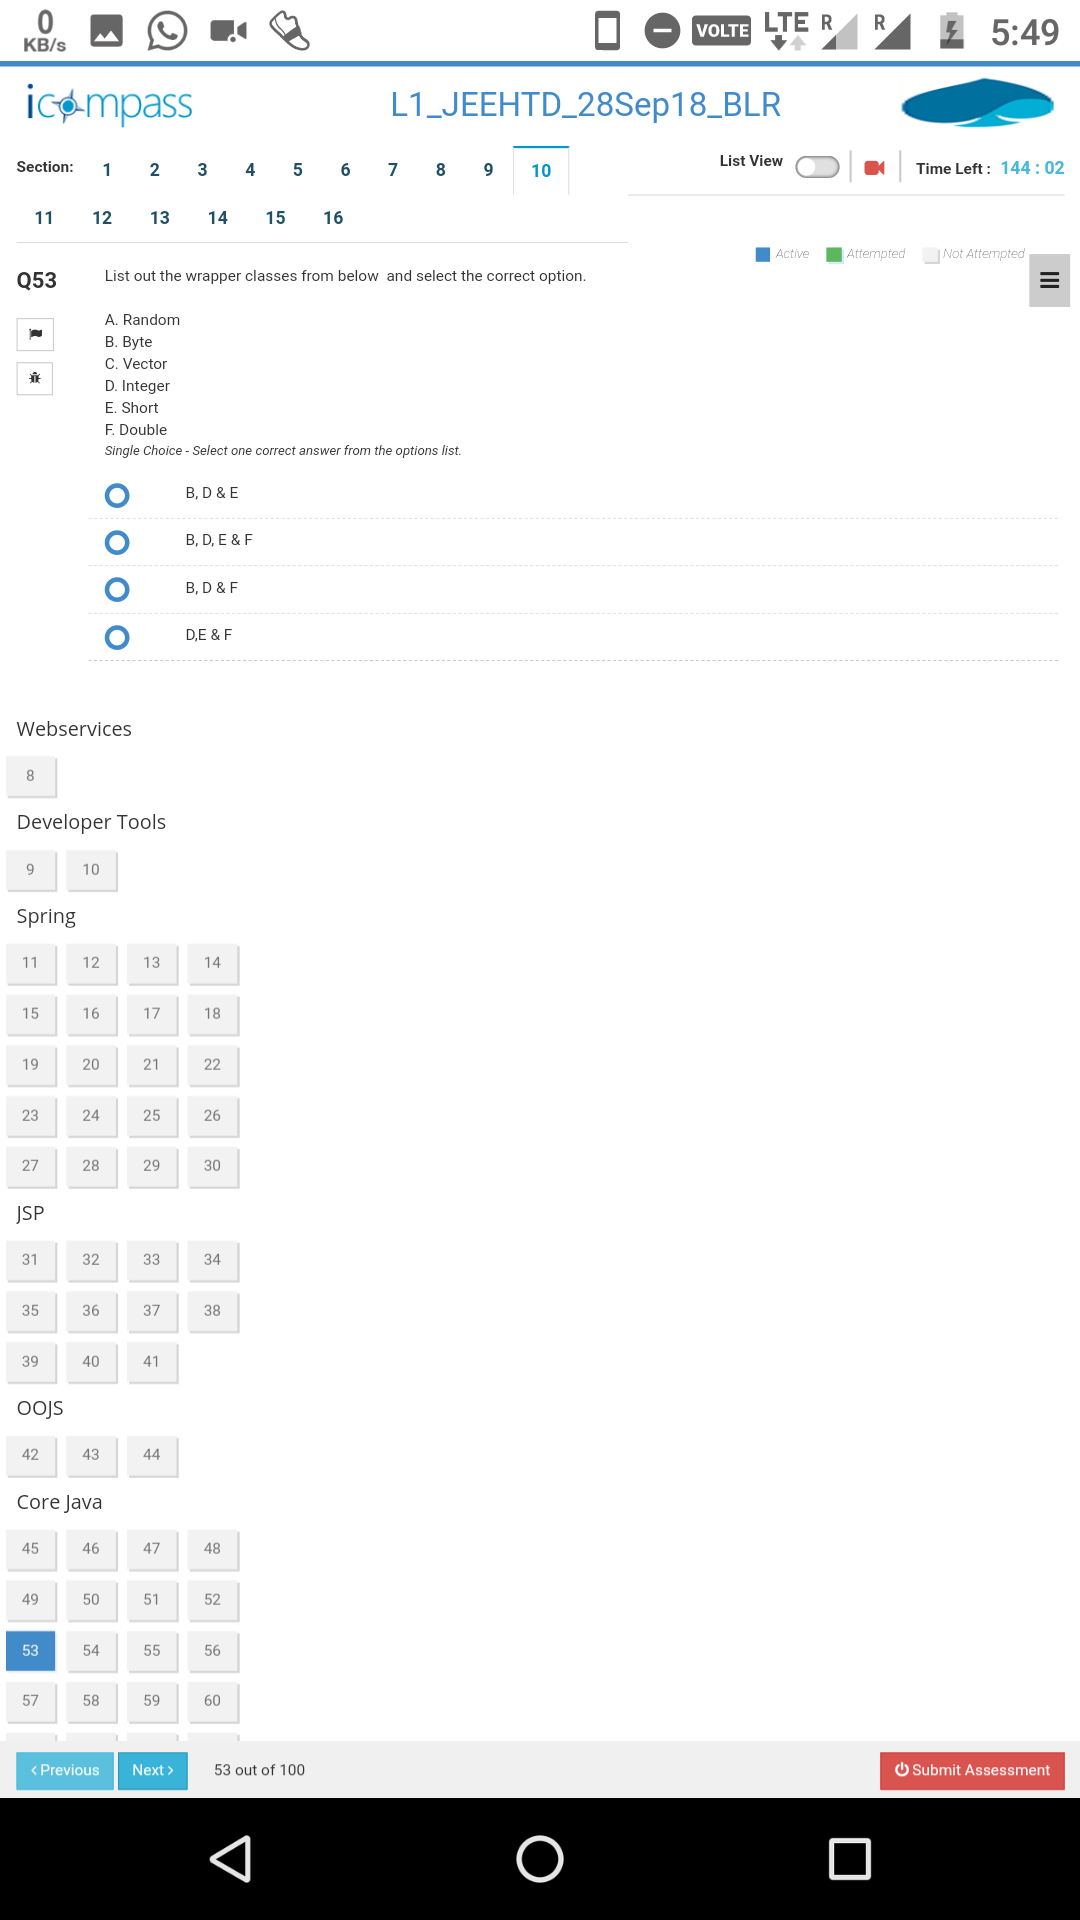 0
KB/s
VOLTE
LTE
R
R
5:49
icompass
L1_JEEHTD_28Sep18_BLR
Section: 1 2 3 4 5 6 7 8 9 10
List View
Time Left : 144 : 02
11 12 13 14 15 16
Active Attempted Not Attempted
Q53 List out the wrapper classes from below and select the correct option.
A. Random
B. Byte
C. Vector
D. Integer
E. Short
F. Double
Single Choice - Select one correct answer from the options list.
B, D & E
B, D, E & F
B, D & F
D,E & F
Webservices
8
Developer Tools
9 10
Spring
11 12 13 14
15 16 17 18
19 20 21 22
23 24 25 26
27 28 29 30
JSP
31 32 33 34
35 36 37 38
39 40 41
OOJS
42 43 44
Core Java
45 46 47 48
49 50 51 52
53 54 55 56
57 58 59 60
Previous Next 53 out of 100 Submit Assessment